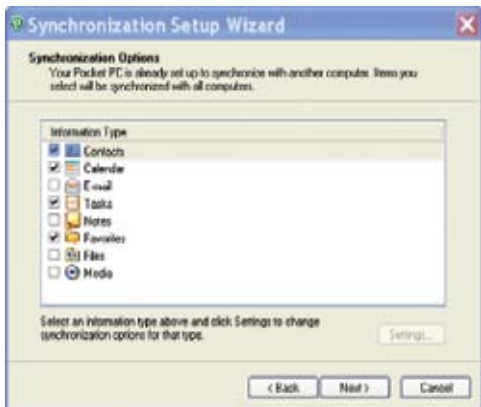 Synchronization Setup Wizard
Synchronization Options
Your Pocket PC is already set up to synchronize with another computer. Items you
select will be synchronized with all computers.
Information Type
Contacts
Calendar
E-mail
Tasks
Notes
Favorites
Files
Media
Select an information type above and click Settings to change
synchronization options for that type.
Settings...
< Back
Next >
Cancel